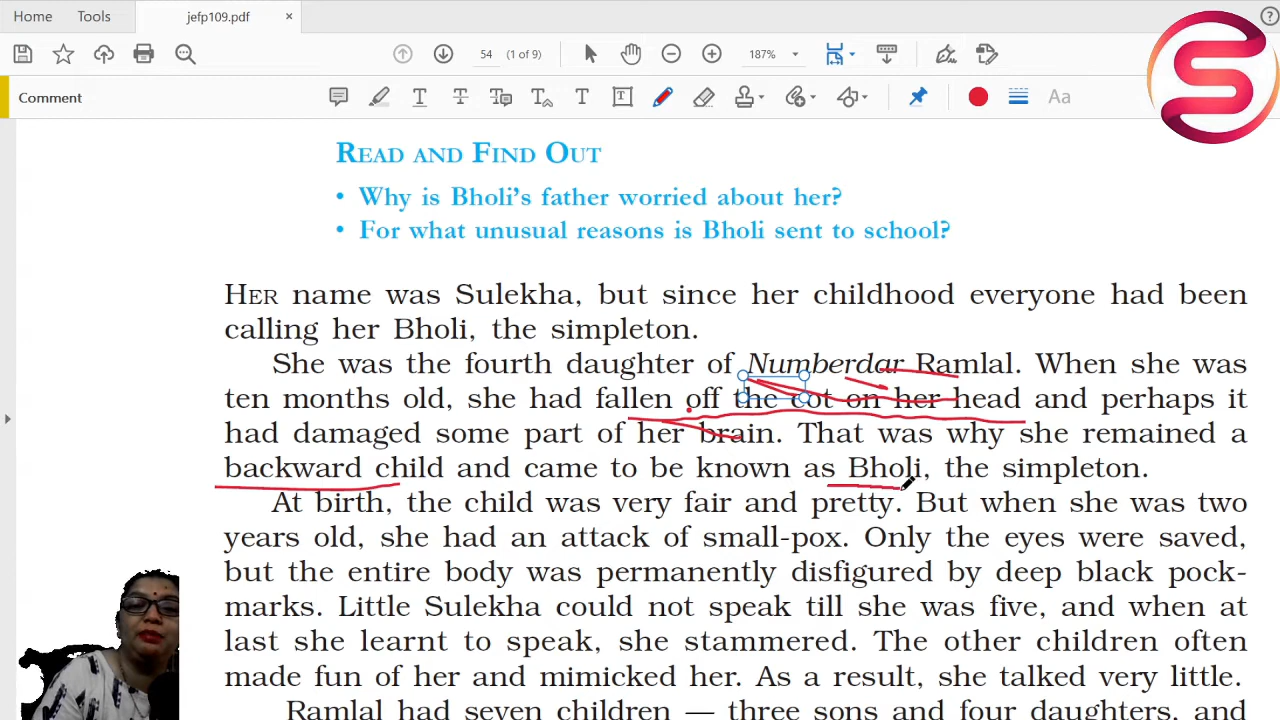 Home Tools jefp109.pdf ×
54 (1 of 9) 187%
Comment Aa
READ AND FIND OUT
• Why is Bholi's father worried about her?
• For what unusual reasons is Bholi sent to school?
HER name was Sulekha, but since her childhood everyone had been
calling her Bholi, the simpleton.
She was the fourth daughter of Numberdar Ramlal. When she was
ten months old, she had fallen off the cot on her head and perhaps it
had damaged some part of her brain. That was why she remained a
backward child and came to be known as Bholi, the simpleton.
At birth, the child was very fair and pretty. But when she was two
years old, she had an attack of small-pox. Only the eyes were saved,
but the entire body was permanently disfigured by deep black pock-
marks. Little Sulekha could not speak till she was five, and when at
last she learnt to speak, she stammered. The other children often
made fun of her and mimicked her. As a result, she talked very little.
Ramlal had seven children — three sons and four daughters, and